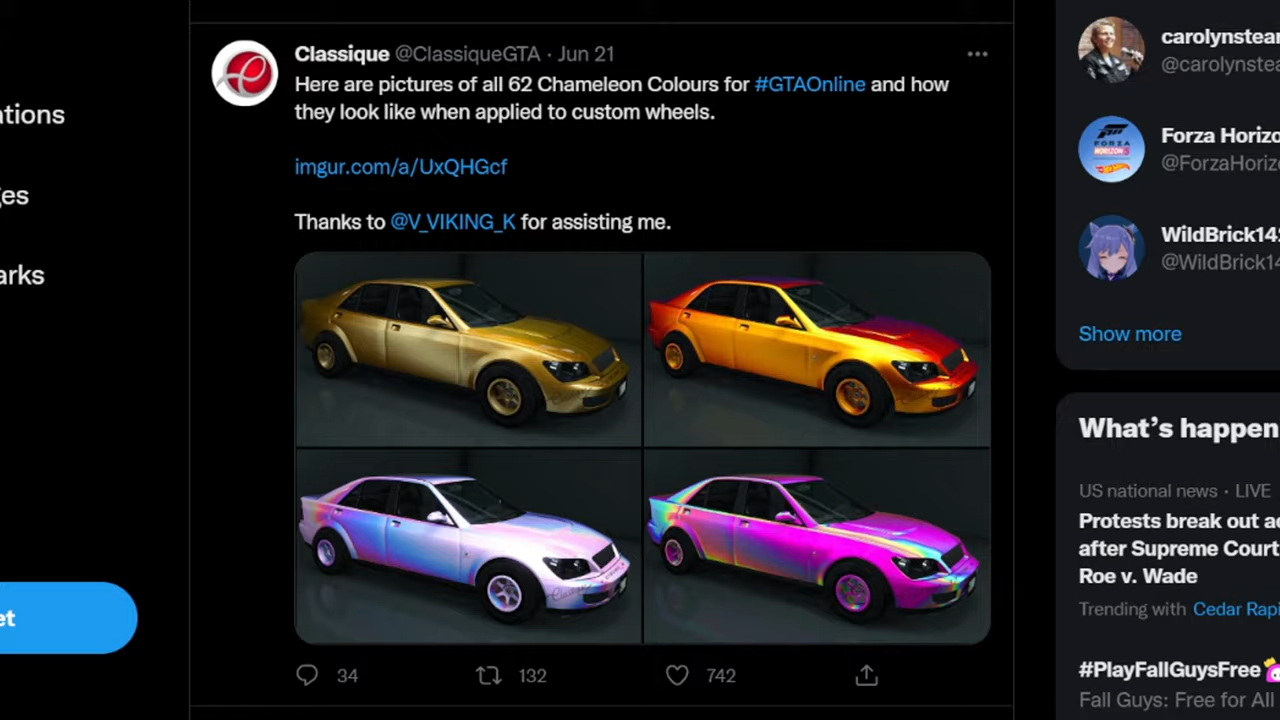 Classique @ClassiqueGTA · Jun 21
Here are pictures of all 62 Chameleon Colours for #GTAOnline and how
they look like when applied to custom wheels.
imgur.com/a/UxQHGcf
Thanks to @V_VIKING_K for assisting me.
34 132 742
ations
ges
arks
et
carolynstear
@carolynstea
Forza Horizo
@ForzaHorizo
WildBrick14
@WildBrick14
Show more
What's happen
US national news · LIVE
Protests break out ac
after Supreme Court
Roe v. Wade
Trending with Cedar Rapi
#PlayFallGuysFree
Fall Guys: Free for All